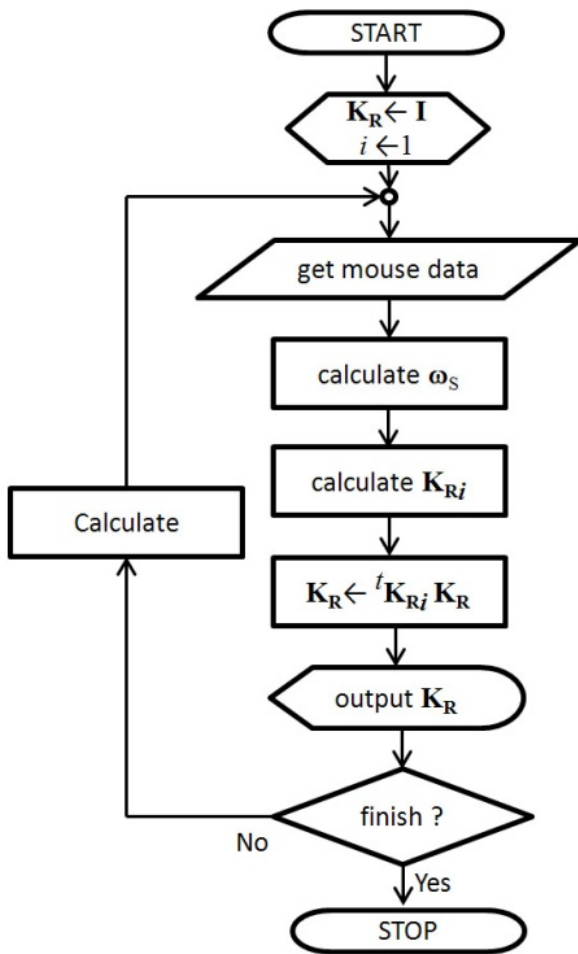 START
K_R ← I
i ← 1
get mouse data
calculate ω_S
calculate K_Ri
Calculate
K_R ← ^tK_Ri K_R
output K_R
finish ?
No
Yes
STOP